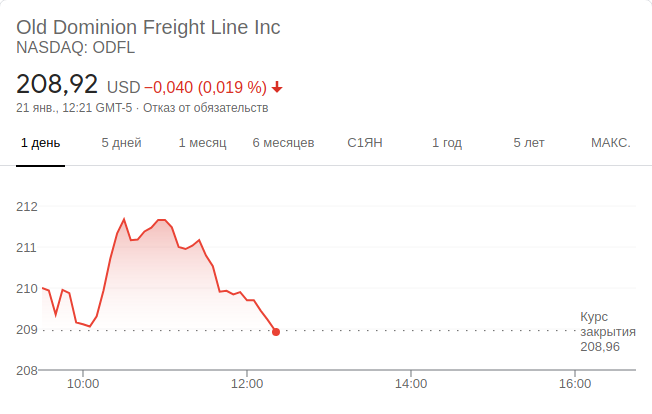 Old Dominion Freight Line Inc
NASDAQ: ODFL
208,92 USD −0,040 (0,019 %)
21 янв., 12:21 GMT-5 · Отказ от обязательств
1 день 5 дней 1 месяц 6 месяцев С1ЯН 1 год 5 лет МАКС.
212
211
210
209
208
Курс
закрытия
208,96
10:00 12:00 14:00 16:00